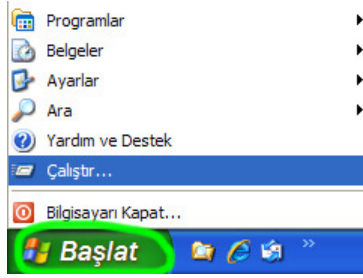 Programlar
Belgeler
Ayarlar
Ara
Yardım ve Destek
Çalıştır...
Bilgisayarı Kapat...
Başlat